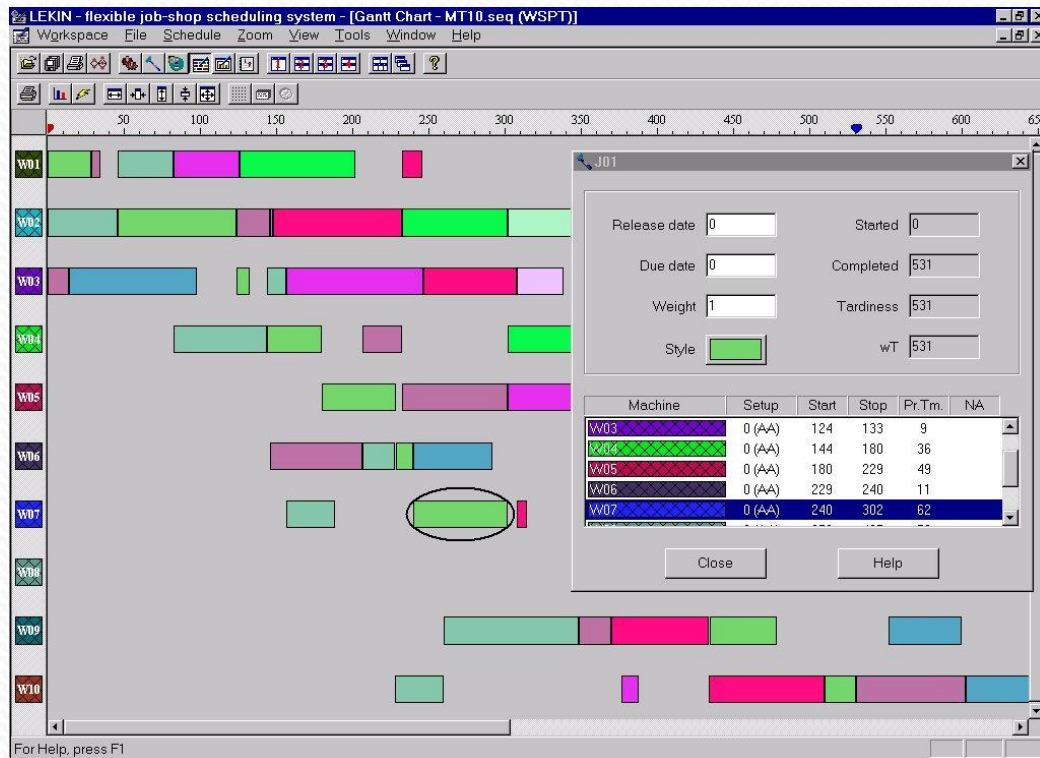 LEKIN - flexible job-shop scheduling system - [Gantt Chart - MT10.seq (WSPT)]
Workspace File Schedule Zoom View Tools Window Help
50 100 150 200 250 300 350 400 450 500 550 600 650
W01
W02
W03
W04
W05
W06
W07
W08
W09
W10
J01
Release date 0 Started 0
Due date 0 Completed 531
Weight 1 Tardiness 531
Style wT 531
Machine Setup Start Stop Pr.Tm. NA
W03 0 (AA) 124 133 9
W04 0 (AA) 144 180 36
W05 0 (AA) 180 229 49
W06 0 (AA) 229 240 11
W07 0 (AA) 240 302 62
Close Help
For Help, press F1